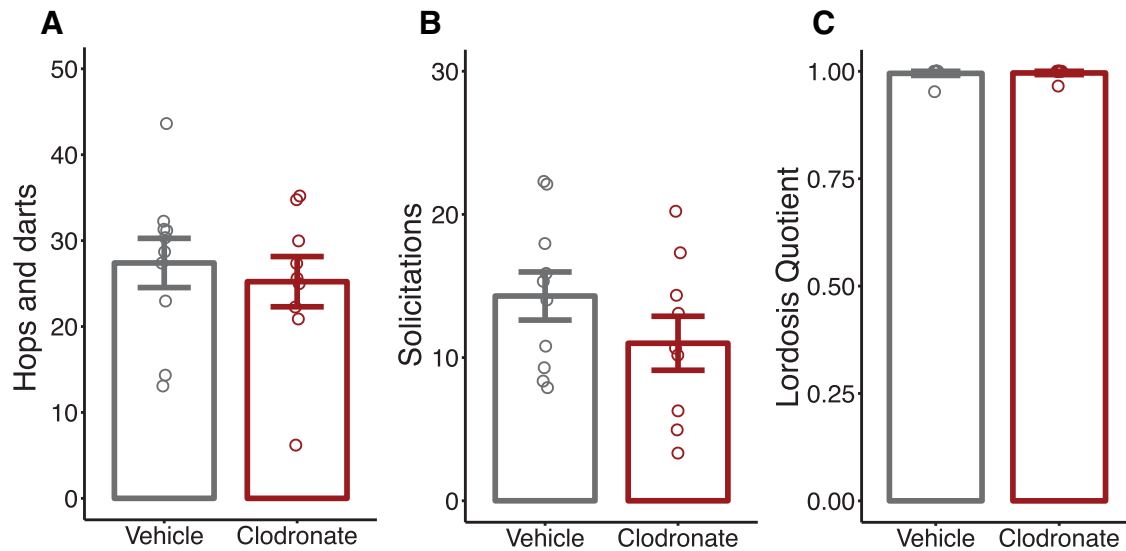 A
Hops and darts
50
40
30
20
10
0
Vehicle Clodronate
B
Solicitations
30
20
10
0
Vehicle Clodronate
C
Lordosis Quotient
1.00
0.75
0.50
0.25
0.00
Vehicle Clodronate